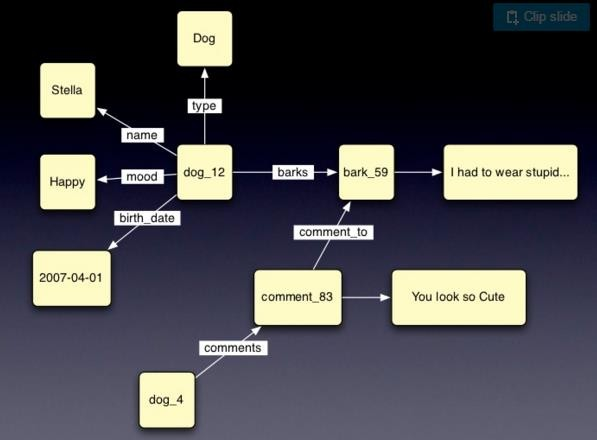 Clip slide
Dog
Stella
type
name
Happy
mood
dog_12
barks
bark_59
I had to wear stupid...
birth_date
comment_to
2007-04-01
comment_83
You look so Cute
comments
dog_4